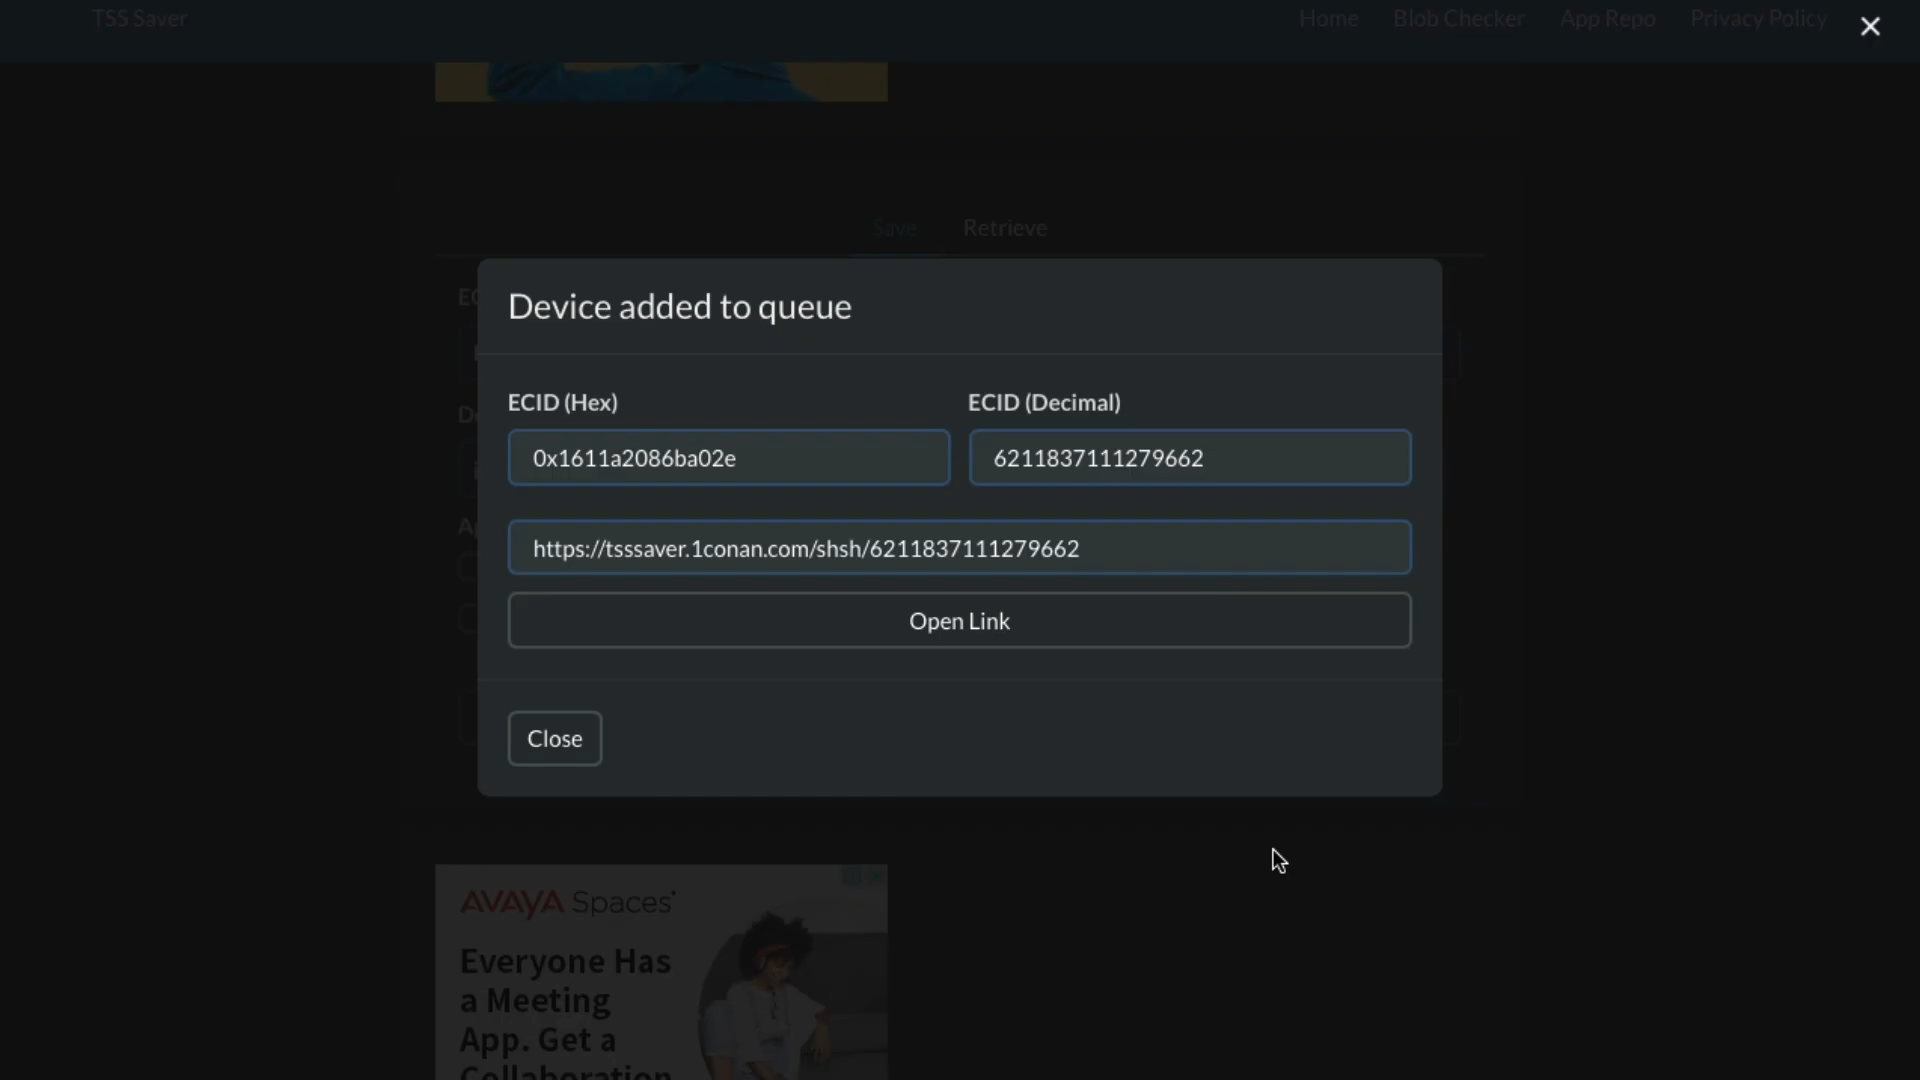 TSS Saver
Home Blob Checker App Repo Privacy Policy
Save Retrieve
Device added to queue
ECID (Hex) ECID (Decimal)
0x1611a2086ba02e 6211837111279662
https://tsssaver.1conan.com/shsh/6211837111279662
Open Link
Close
AVAYA Spaces
Everyone Has
a Meeting
App. Get a
Collaboration